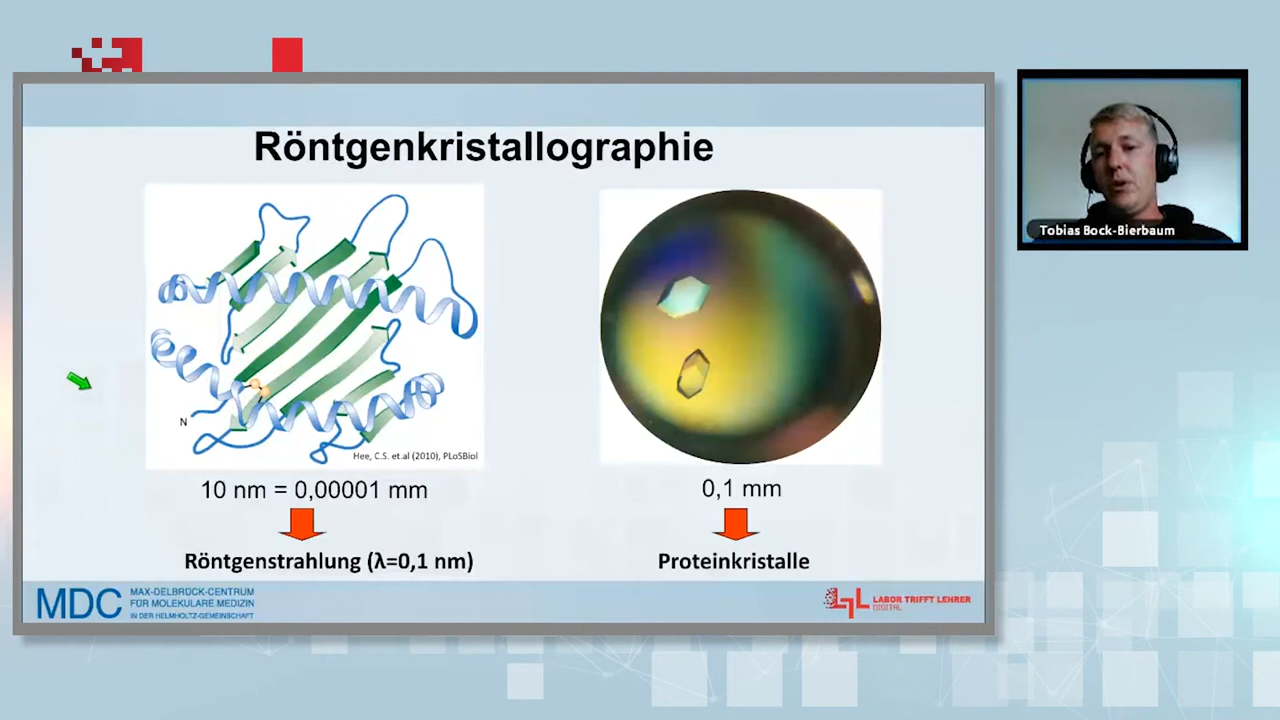 Röntgenkristallographie
N
Hee, C.S. et.al (2010), PLoSBiol
10 nm = 0,00001 mm
Röntgenstrahlung (λ=0,1 nm)
0,1 mm
Proteinkristalle
MDC
MAX-DELBRÜCK-CENTRUM
FÜR MOLEKULARE MEDIZIN
IN DER HELMHOLTZ-GEMEINSCHAFT
LTL
LABOR TRIFFT LEHRER
DIGITAL
Tobias Bock-Bierbaum